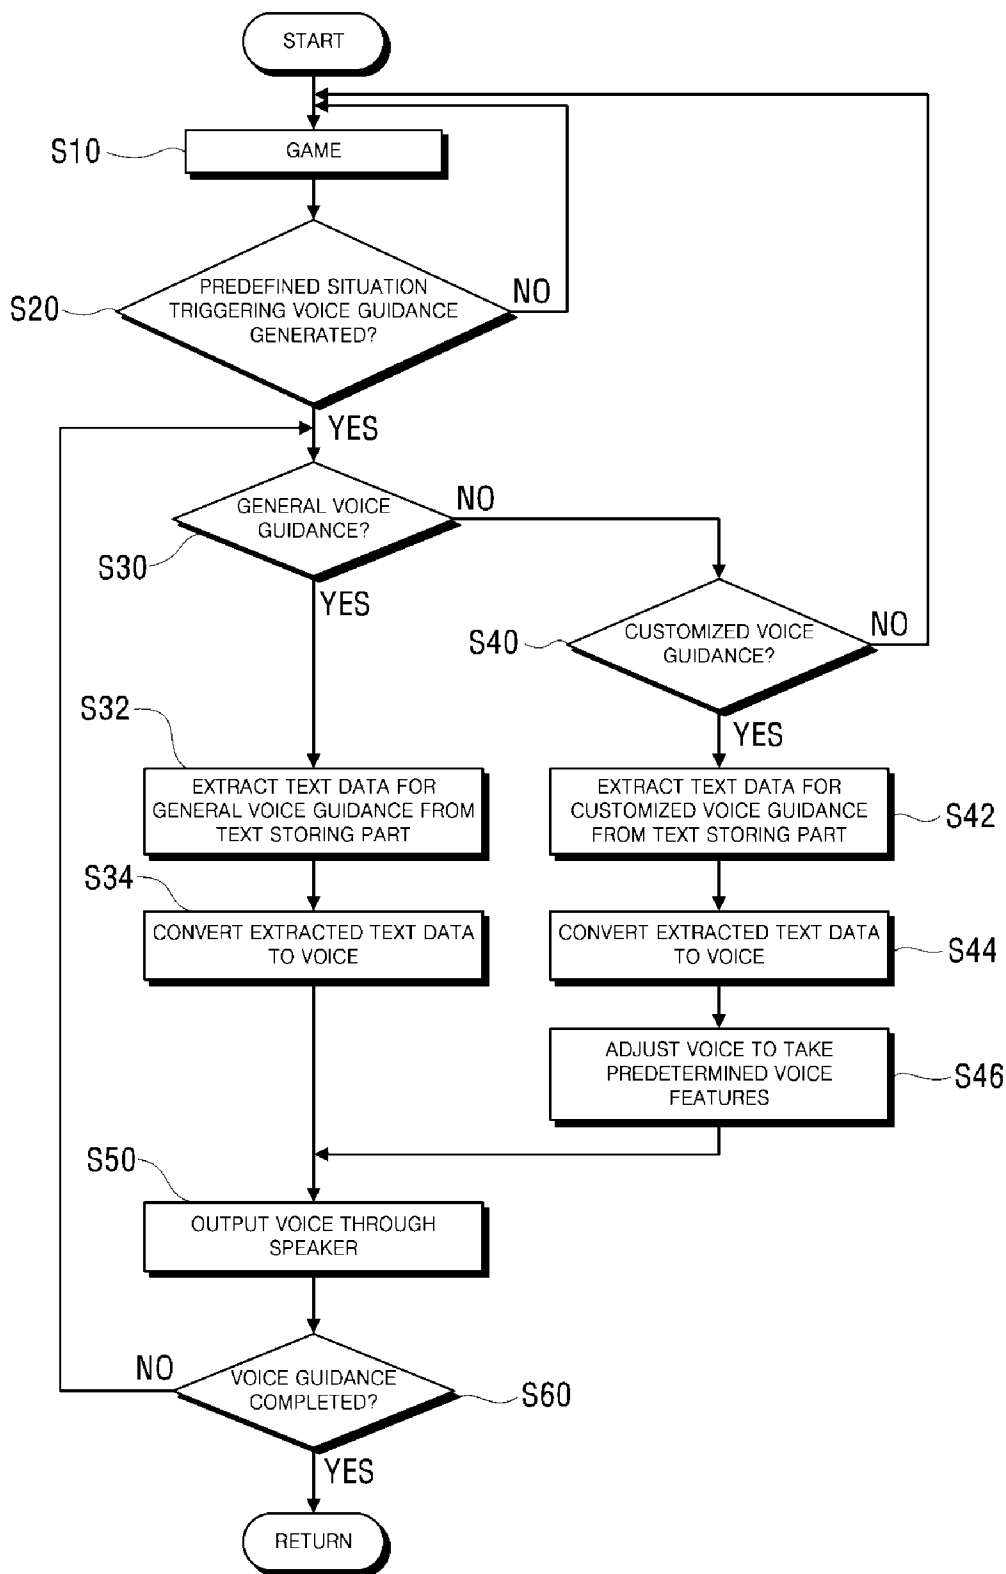 START
S10
GAME
S20
PREDEFINED SITUATION
TRIGGERING VOICE GUIDANCE
GENERATED?
NO
YES
S30
GENERAL VOICE
GUIDANCE?
NO
YES
S40
CUSTOMIZED VOICE
GUIDANCE?
NO
YES
S32
EXTRACT TEXT DATA FOR
GENERAL VOICE GUIDANCE FROM
TEXT STORING PART
EXTRACT TEXT DATA FOR
CUSTOMIZED VOICE GUIDANCE
FROM TEXT STORING PART
S42
S34
CONVERT EXTRACTED TEXT DATA
TO VOICE
CONVERT EXTRACTED TEXT DATA
TO VOICE
S44
ADJUST VOICE TO TAKE
PREDETERMINED VOICE
FEATURES
S46
S50
OUTPUT VOICE THROUGH
SPEAKER
NO
VOICE GUIDANCE
COMPLETED?
S60
YES
RETURN